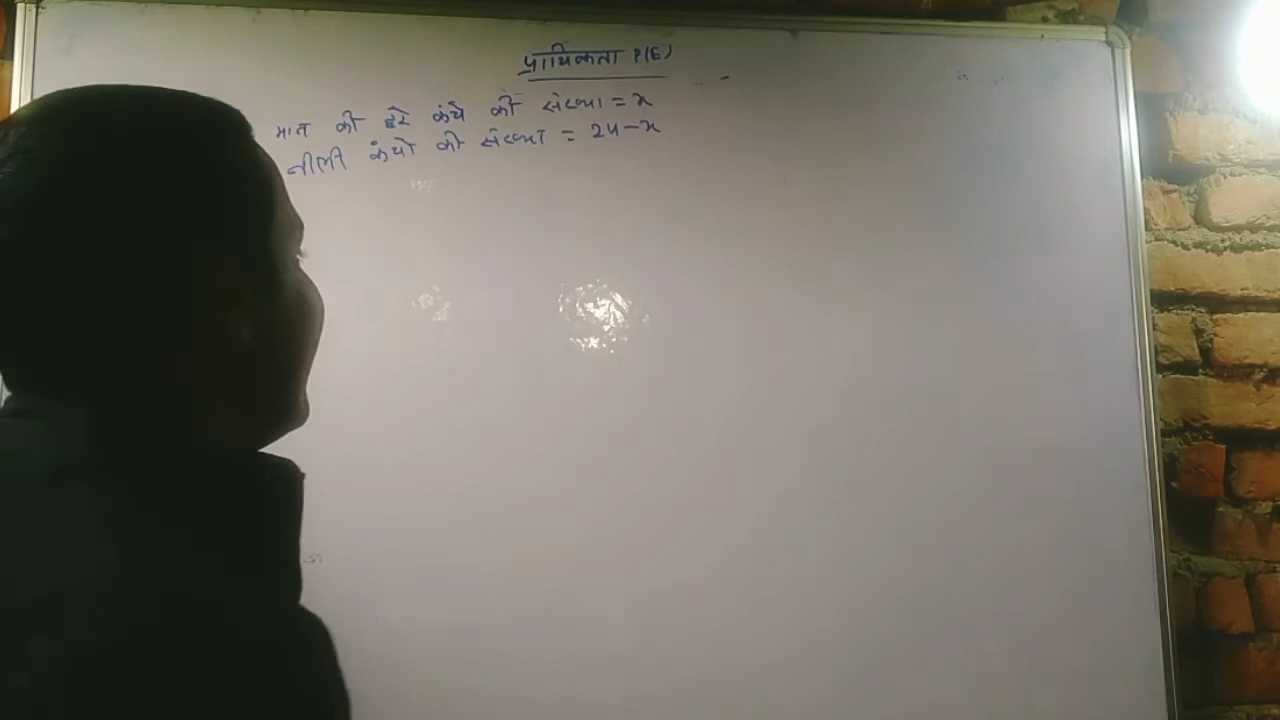 प्रायिकता P(E)
माना की हरे कंचे की संख्या = x
नीली कंचो की संख्या = 24-x